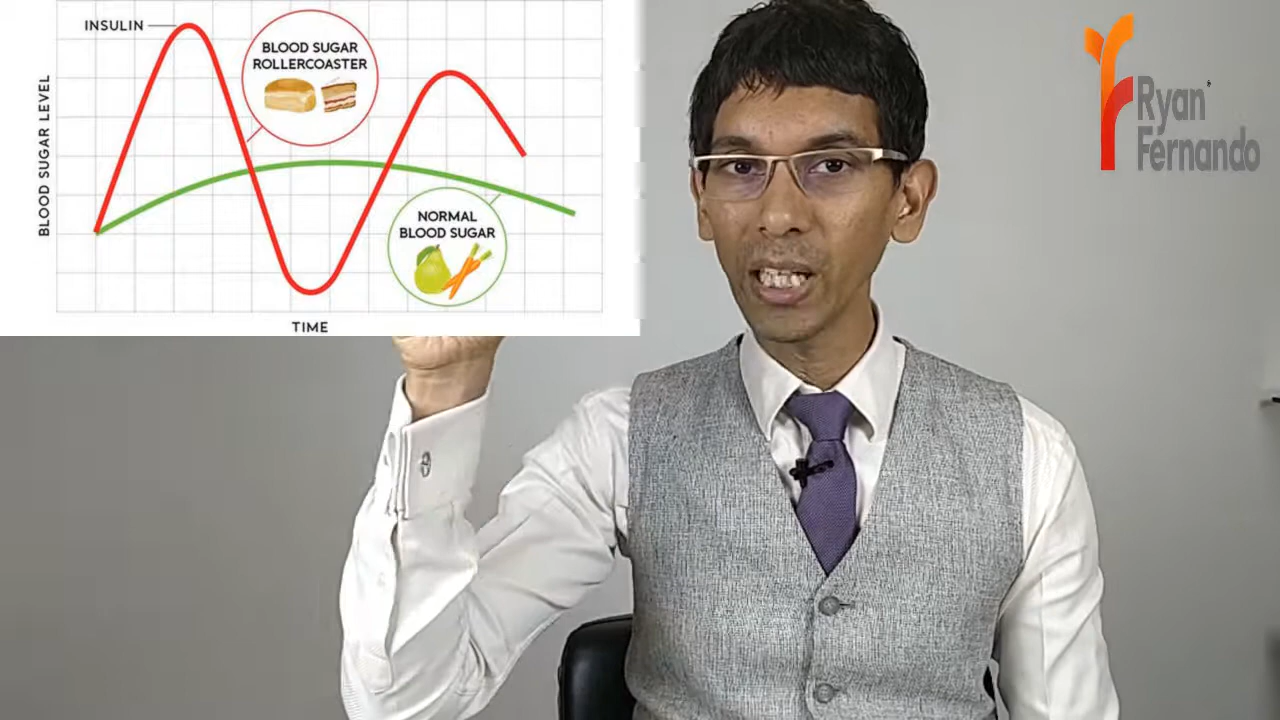 INSULIN
BLOOD SUGAR
ROLLERCOASTER
BLOOD SUGAR LEVEL
NORMAL
BLOOD SUGAR
TIME
Ryan
Fernando